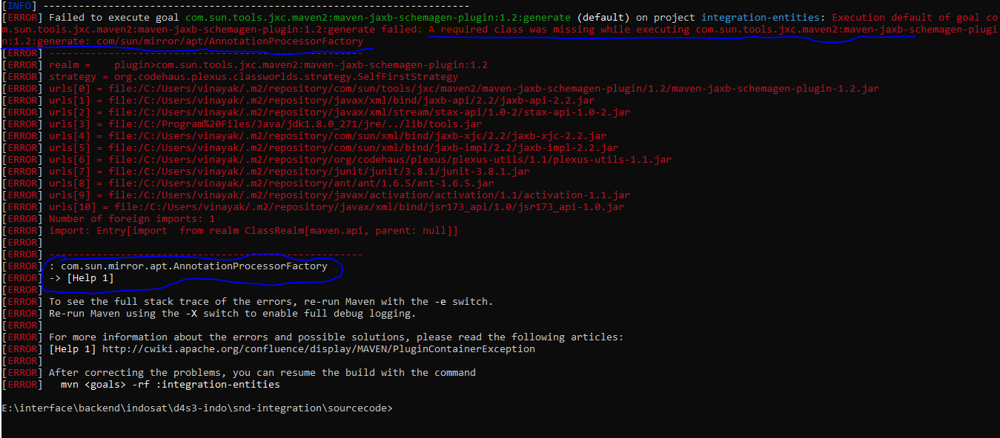 [INFO] ------------------------------------------------------------------------
[ERROR] Failed to execute goal com.sun.tools.jxc.maven2:maven-jaxb-schemagen-plugin:1.2:generate (default) on project integration-entities: Execution default of goal co
m.sun.tools.jxc.maven2:maven-jaxb-schemagen-plugin:1.2:generate failed: A required class was missing while executing com.sun.tools.jxc.maven2:maven-jaxb-schemagen-plugi
n:1.2:generate: com/sun/mirror/apt/AnnotationProcessorFactory
[ERROR] -----------------------------------------------------
[ERROR] realm =    plugin>com.sun.tools.jxc.maven2:maven-jaxb-schemagen-plugin:1.2
[ERROR] strategy = org.codehaus.plexus.classworlds.strategy.SelfFirstStrategy
[ERROR] urls[0] = file:/C:/Users/vinayak/.m2/repository/com/sun/tools/jxc/maven2/maven-jaxb-schemagen-plugin/1.2/maven-jaxb-schemagen-plugin-1.2.jar
[ERROR] urls[1] = file:/C:/Users/vinayak/.m2/repository/javax/xml/bind/jaxb-api/2.2/jaxb-api-2.2.jar
[ERROR] urls[2] = file:/C:/Users/vinayak/.m2/repository/javax/xml/stream/stax-api/1.0-2/stax-api-1.0-2.jar
[ERROR] urls[3] = file:/C:/Program%20Files/Java/jdk1.8.0_271/jre/../lib/tools.jar
[ERROR] urls[4] = file:/C:/Users/vinayak/.m2/repository/com/sun/xml/bind/jaxb-xjc/2.2/jaxb-xjc-2.2.jar
[ERROR] urls[5] = file:/C:/Users/vinayak/.m2/repository/com/sun/xml/bind/jaxb-impl/2.2/jaxb-impl-2.2.jar
[ERROR] urls[6] = file:/C:/Users/vinayak/.m2/repository/org/codehaus/plexus/plexus-utils/1.1/plexus-utils-1.1.jar
[ERROR] urls[7] = file:/C:/Users/vinayak/.m2/repository/junit/junit/3.8.1/junit-3.8.1.jar
[ERROR] urls[8] = file:/C:/Users/vinayak/.m2/repository/ant/ant/1.6.5/ant-1.6.5.jar
[ERROR] urls[9] = file:/C:/Users/vinayak/.m2/repository/javax/activation/activation/1.1/activation-1.1.jar
[ERROR] urls[10] = file:/C:/Users/vinayak/.m2/repository/javax/xml/bind/jsr173_api/1.0/jsr173_api-1.0.jar
[ERROR] Number of foreign imports: 1
[ERROR] import: Entry[import  from realm ClassRealm[maven.api, parent: null]]
[ERROR]
[ERROR] -----------------------------------------------------
[ERROR] : com.sun.mirror.apt.AnnotationProcessorFactory
[ERROR] -> [Help 1]
[ERROR]
[ERROR] To see the full stack trace of the errors, re-run Maven with the -e switch.
[ERROR] Re-run Maven using the -X switch to enable full debug logging.
[ERROR]
[ERROR] For more information about the errors and possible solutions, please read the following articles:
[ERROR] [Help 1] http://cwiki.apache.org/confluence/display/MAVEN/PluginContainerException
[ERROR]
[ERROR] After correcting the problems, you can resume the build with the command
[ERROR]   mvn <goals> -rf :integration-entities
E:\interface\backend\indosat\d4s3-indo\snd-integration\sourcecode>